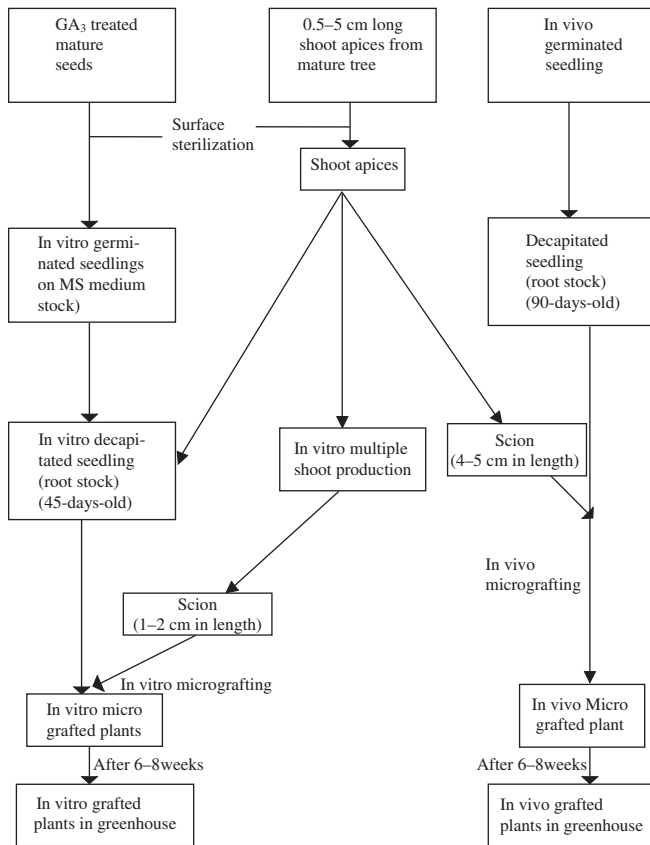 GA₃ treated
mature
seeds
0.5–5 cm long
shoot apices from
mature tree
In vivo
germinated
seedling
Surface
sterilization
Shoot apices
In vitro germi-
nated seedlings
on MS medium
stock)
Decapitated
seedling
(root stock)
(90-days-old)
In vitro decapi-
tated seedling
(root stock)
(45-days-old)
In vitro multiple
shoot production
Scion
(4–5 cm in length)
In vivo
micrografting
Scion
(1–2 cm in length)
In vitro micrografting
In vitro micro
grafted plants
In vivo Micro
grafted plant
After 6–8weeks
After 6–8weeks
In vitro grafted
plants in greenhouse
In vivo grafted
plants in greenhouse